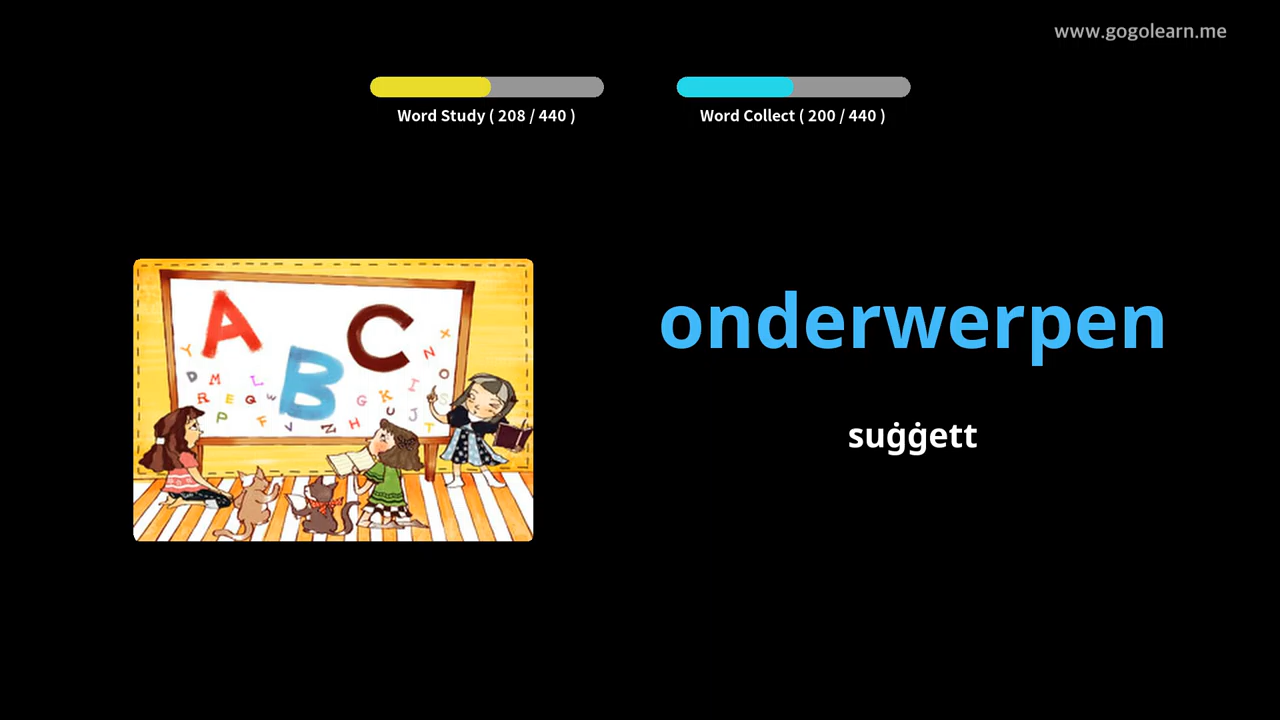 www.gogolearn.me
Word Study ( 208 / 440 )
Word Collect ( 200 / 440 )
onderwerpen
suġġett
A
B
C
Y
D M L
R E Q W
P F V Z H
G K I
U J T
X
N
O
S